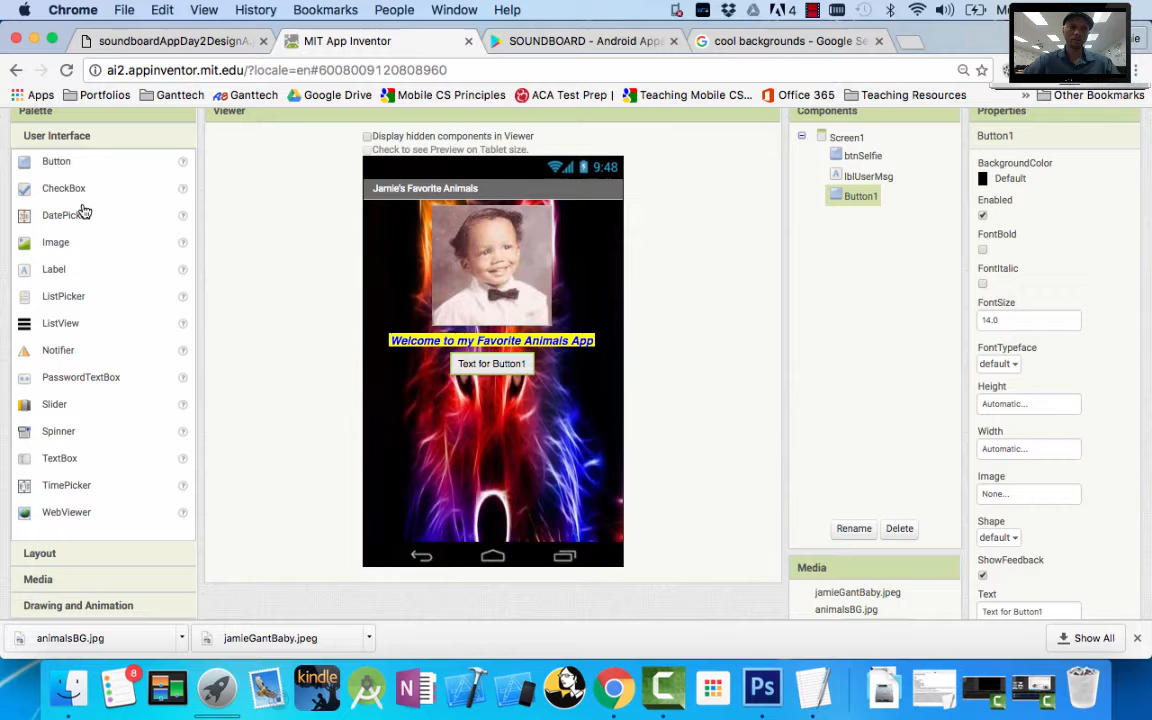 Chrome File Edit View History Bookmarks People Window Help 4
soundboardAppDay2DesignA MIT App Inventor SOUNDBOARD - Android Apps cool backgrounds - Google Se
ai2.appinventor.mit.edu/?locale=en#6008009120808960
Apps Portfolios Ganttech Ganttech Google Drive Mobile CS Principles ACA Test Prep Teaching Mobile CS... Office 365 Teaching Resources » Other Bookmarks
Palette Viewer Components Properties
User Interface
Button ?
CheckBox ?
DatePic ?
Image ?
Label ?
ListPicker ?
ListView ?
Notifier ?
PasswordTextBox ?
Slider ?
Spinner ?
TextBox ?
TimePicker ?
WebViewer ?
Layout
Media
Drawing and Animation
Display hidden components in Viewer
Check to see Preview on Tablet size.
9:48
Jamie's Favorite Animals
Welcome to my Favorite Animals App
Text for Button1
Screen1
btnSelfie
lblUserMsg
Button1
Rename Delete
Media
jamieGantBaby.jpeg
animalsBG.jpg
Button1
BackgroundColor
Default
Enabled
FontBold
FontItalic
FontSize
14.0
FontTypeface
default
Height
Automatic...
Width
Automatic...
Image
None...
Shape
default
ShowFeedback
Text
Text for Button1
animalsBG.jpg jamieGantBaby.jpeg Show All
8
kindle